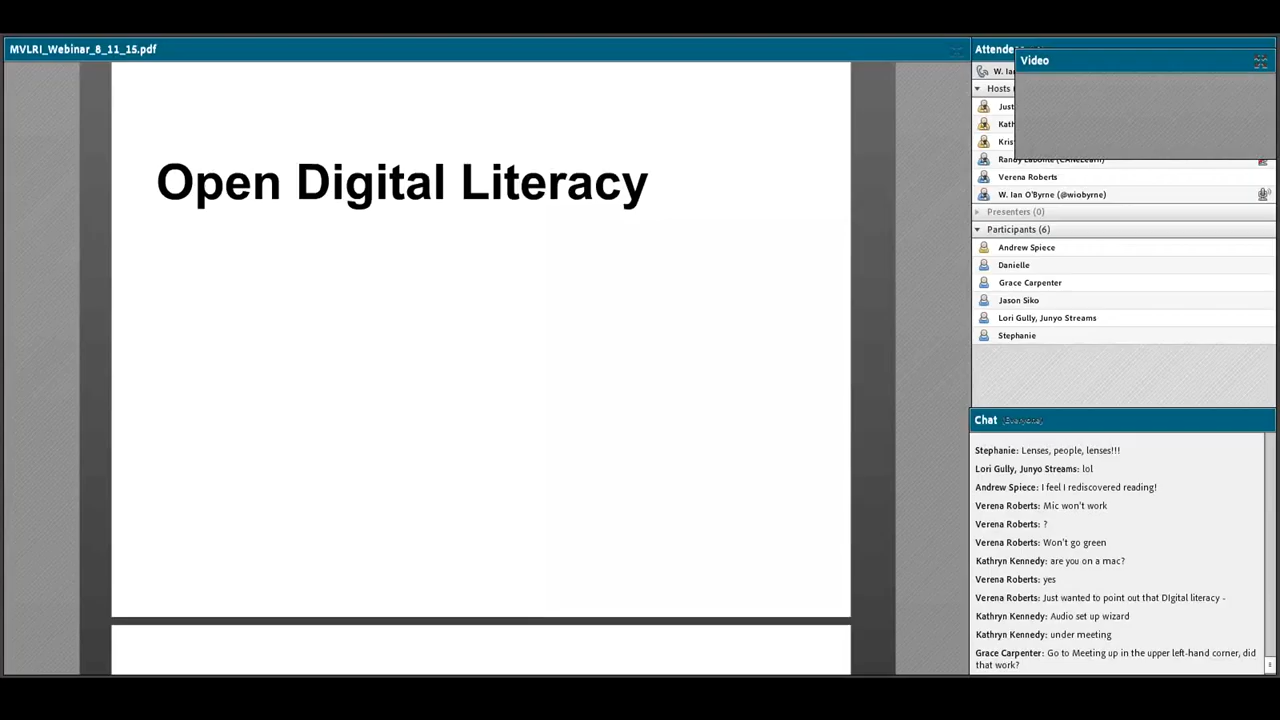 MVLRI_Webinar_8_11_15.pdf
Open Digital Literacy
Video
W. Ian
Hosts
Just
Kath
Kris
Verena Roberts
W. Ian O'Byrne (@wiobyrne)
Presenters (0)
Participants (6)
Andrew Spiece
Danielle
Grace Carpenter
Jason Siko
Lori Gully, Junyo Streams
Stephanie
Chat (Everyone)
Stephanie: Lenses, people, lenses!!!
Lori Gully, Junyo Streams: lol
Andrew Spiece: I feel I rediscovered reading!
Verena Roberts: Mic won't work
Verena Roberts: ?
Verena Roberts: Won't go green
Kathryn Kennedy: are you on a mac?
Verena Roberts: yes
Verena Roberts: Just wanted to point out that DIgital literacy -
Kathryn Kennedy: Audio set up wizard
Kathryn Kennedy: under meeting
Grace Carpenter: Go to Meeting up in the upper left-hand corner, did
that work?